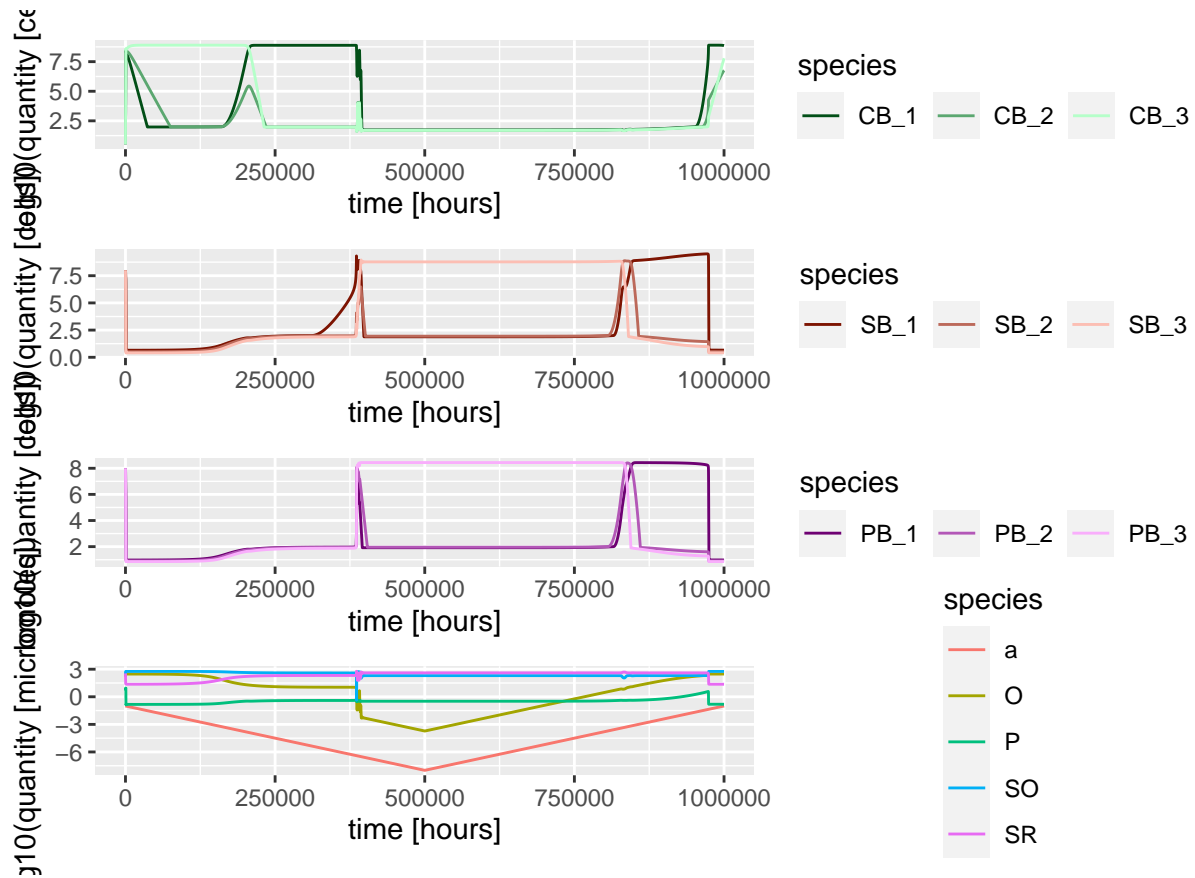 log10(quantity [cells])
7.5
5.0
2.5
0 250000 500000 750000 1000000
time [hours]
species
CB_1 CB_2 CB_3
7.5
5.0
2.5
0.0
0 250000 500000 750000 1000000
time [hours]
species
SB_1 SB_2 SB_3
8
6
4
2
0 250000 500000 750000 1000000
time [hours]
species
PB_1 PB_2 PB_3
3
0
−3
−6
0 250000 500000 750000 1000000
time [hours]
species
a
O
P
SO
SR